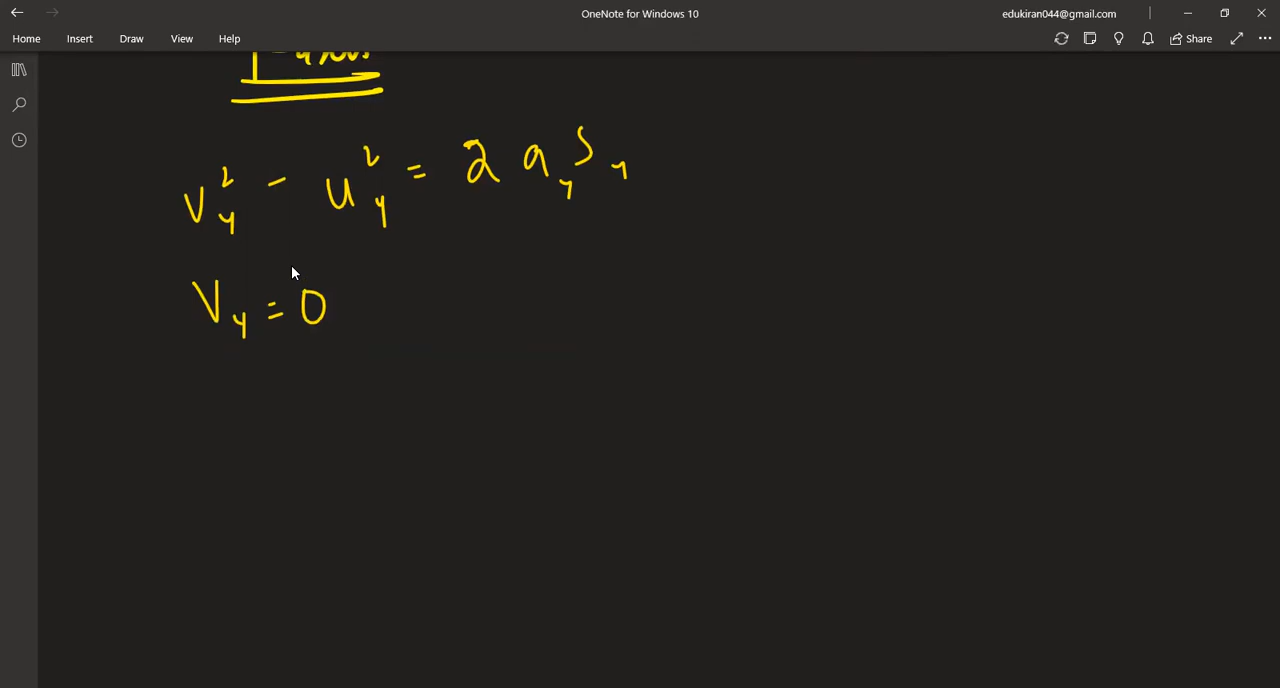 OneNote for Windows 10
edukiran044@gmail.com
Home Insert Draw View Help
Share
v_y² - u_y² = 2 a_y s_y
V_y = 0